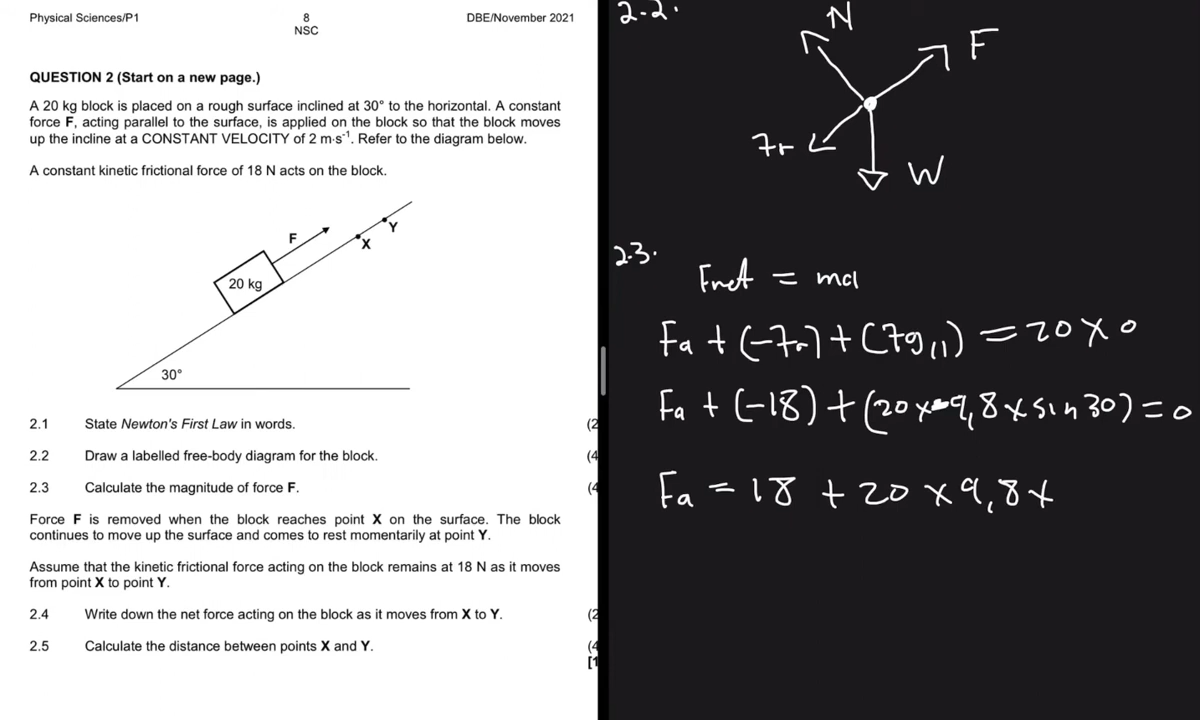 Physical Sciences/P1
8
NSC
DBE/November 2021
QUESTION 2 (Start on a new page.)
A 20 kg block is placed on a rough surface inclined at 30° to the horizontal. A constant
force F, acting parallel to the surface, is applied on the block so that the block moves
up the incline at a CONSTANT VELOCITY of 2 m·s⁻¹. Refer to the diagram below.
A constant kinetic frictional force of 18 N acts on the block.
F
Y
X
20 kg
30°
2.1 State Newton's First Law in words. (2
2.2 Draw a labelled free-body diagram for the block. (4
2.3 Calculate the magnitude of force F. (4
Force F is removed when the block reaches point X on the surface. The block
continues to move up the surface and comes to rest momentarily at point Y.
Assume that the kinetic frictional force acting on the block remains at 18 N as it moves
from point X to point Y.
2.4 Write down the net force acting on the block as it moves from X to Y. (2
2.5 Calculate the distance between points X and Y. (4
[1
2.2.
N
F
fr
W
2.3.
Fnet = ma
Fa + (-fr) + (fg11) = 20 x 0
Fa + (-18) + (20 x -9,8 x sin 30) = 0
Fa = 18 + 20 x 9,8 x